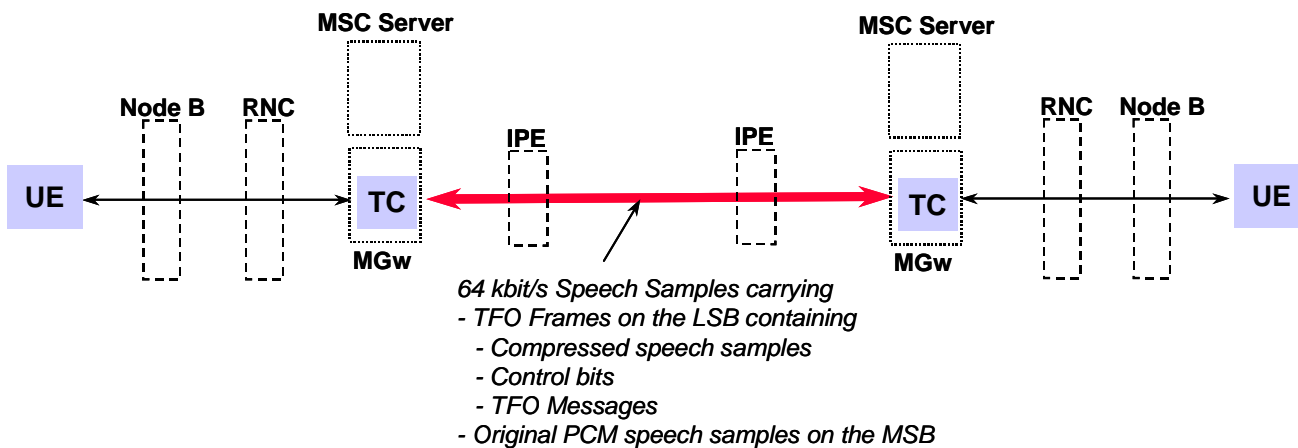 MSC Server
MSC Server
Node B
RNC
RNC
Node B
IPE
IPE
UE
TC
TC
UE
MGw
MGw
64 kbit/s Speech Samples carrying
- TFO Frames on the LSB containing
- Compressed speech samples
- Control bits
- TFO Messages
- Original PCM speech samples on the MSB